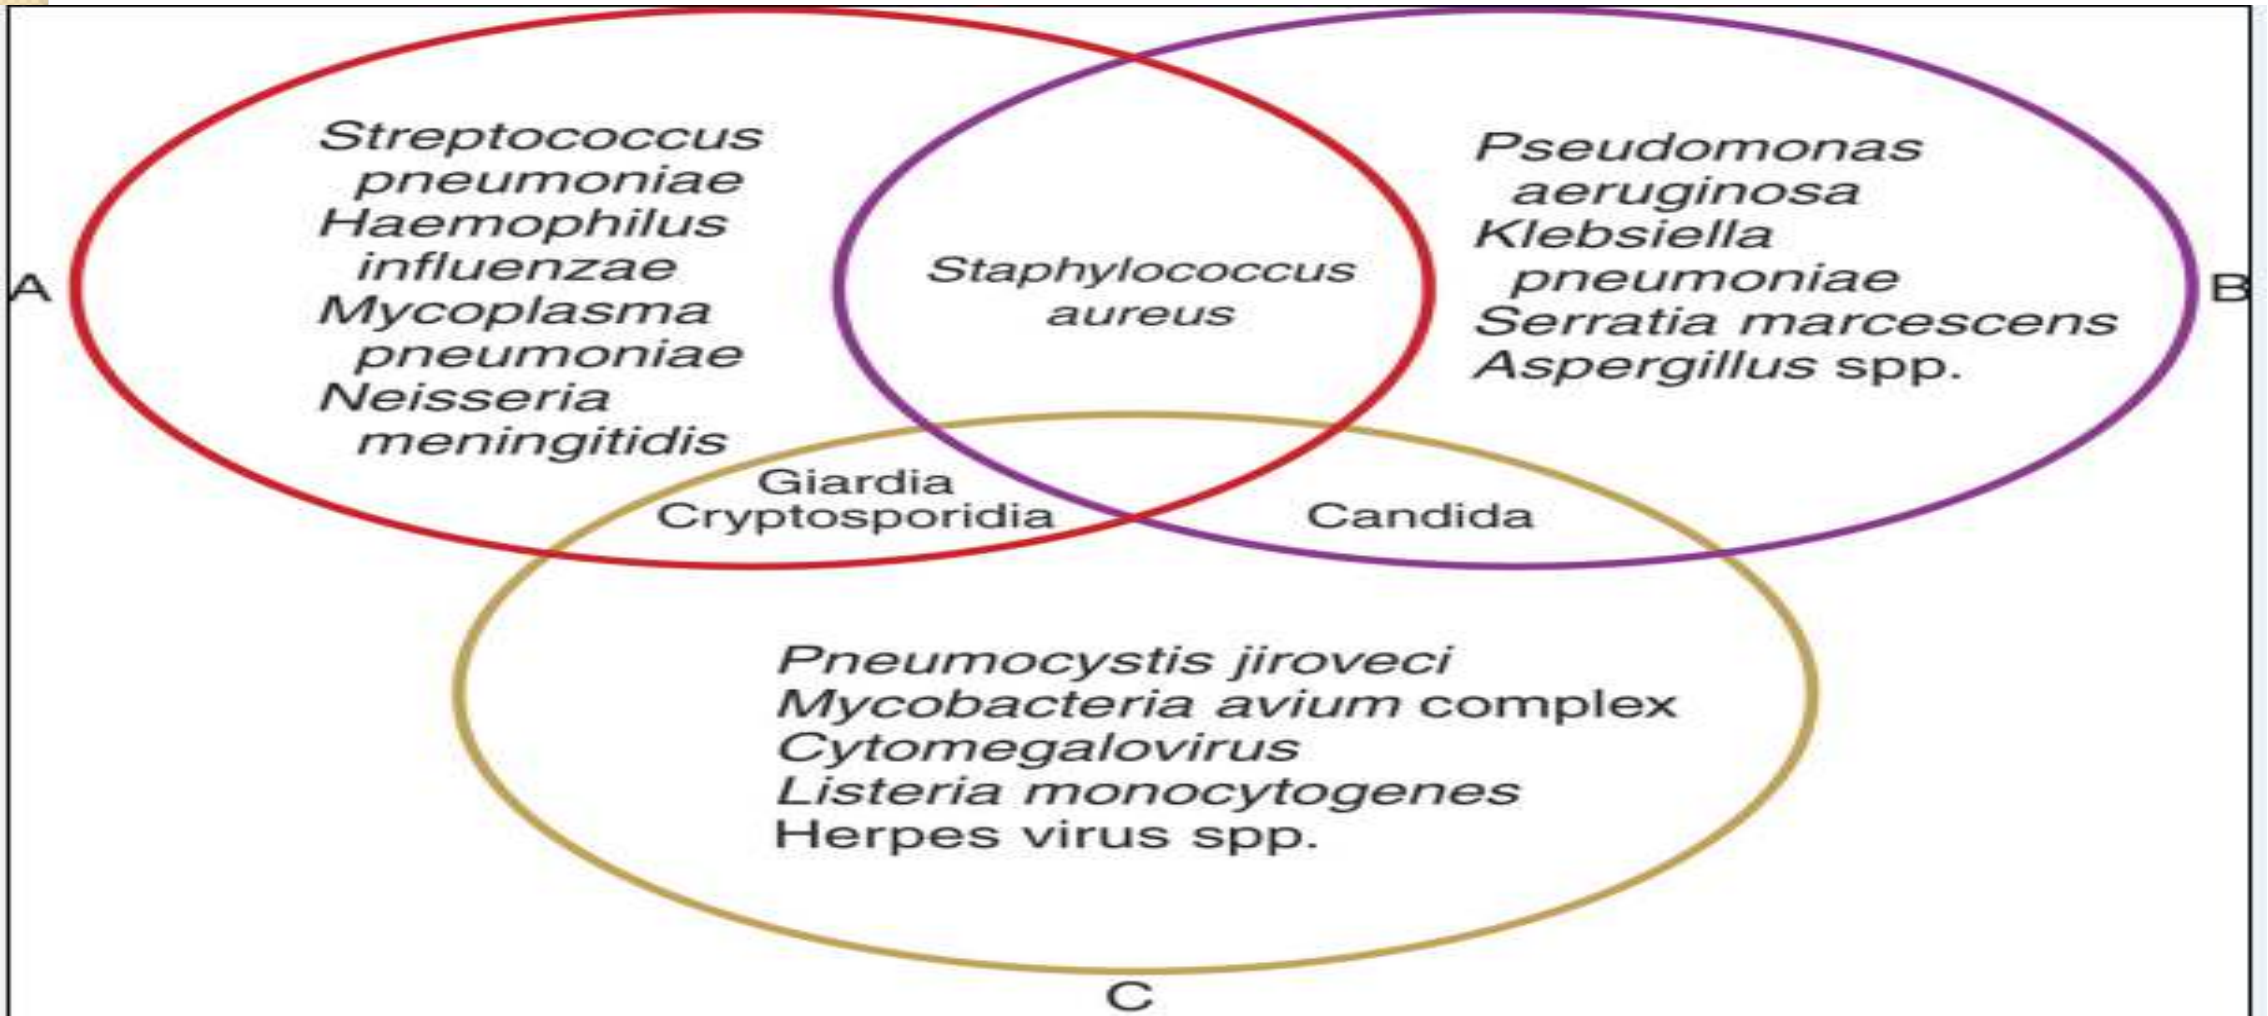 A
Streptococcus
pneumoniae
Haemophilus
influenzae
Mycoplasma
pneumoniae
Neisseria
meningitidis
Staphylococcus
aureus
Pseudomonas
aeruginosa
Klebsiella
pneumoniae
Serratia marcescens
Aspergillus spp.
B
Giardia
Cryptosporidia
Candida
Pneumocystis jiroveci
Mycobacteria avium complex
Cytomegalovirus
Listeria monocytogenes
Herpes virus spp.
C